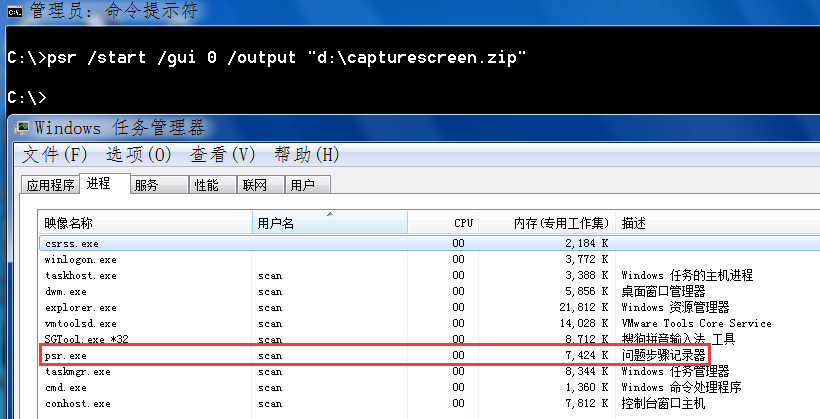 管理员: 命令提示符
C:\>psr /start /gui 0 /output "d:\capturescreen.zip"
C:\>
Windows 任务管理器
文件(F) 选项(O) 查看(V) 帮助(H)
应用程序 进程 服务 性能 联网 用户
映像名称 用户名 CPU 内存(专用工作集) 描述
csrss.exe 00 2,184 K
winlogon.exe 00 3,772 K
taskhost.exe scan 00 3,388 K Windows 任务的主机进程
dwm.exe scan 00 5,856 K 桌面窗口管理器
explorer.exe scan 00 21,812 K Windows 资源管理器
vmtoolsd.exe scan 00 14,028 K VMware Tools Core Service
SGTool.exe *32 scan 00 8,712 K 搜狗拼音输入法 工具
psr.exe scan 00 7,424 K 问题步骤记录器
taskmgr.exe scan 00 8,344 K Windows 任务管理器
cmd.exe scan 00 1,360 K Windows 命令处理程序
conhost.exe scan 00 7,812 K 控制台窗口主机